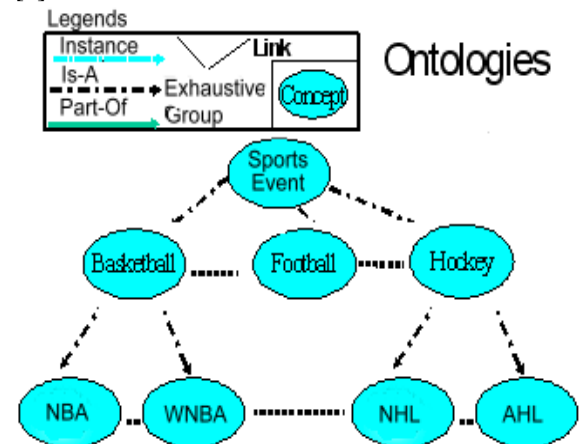 Legends
Instance
Link
Is-A
Exhaustive
Part-Of
Group
Concept
Ontologies
Sports
Event
Basketball
Football
Hockey
NBA
WNBA
NHL
AHL